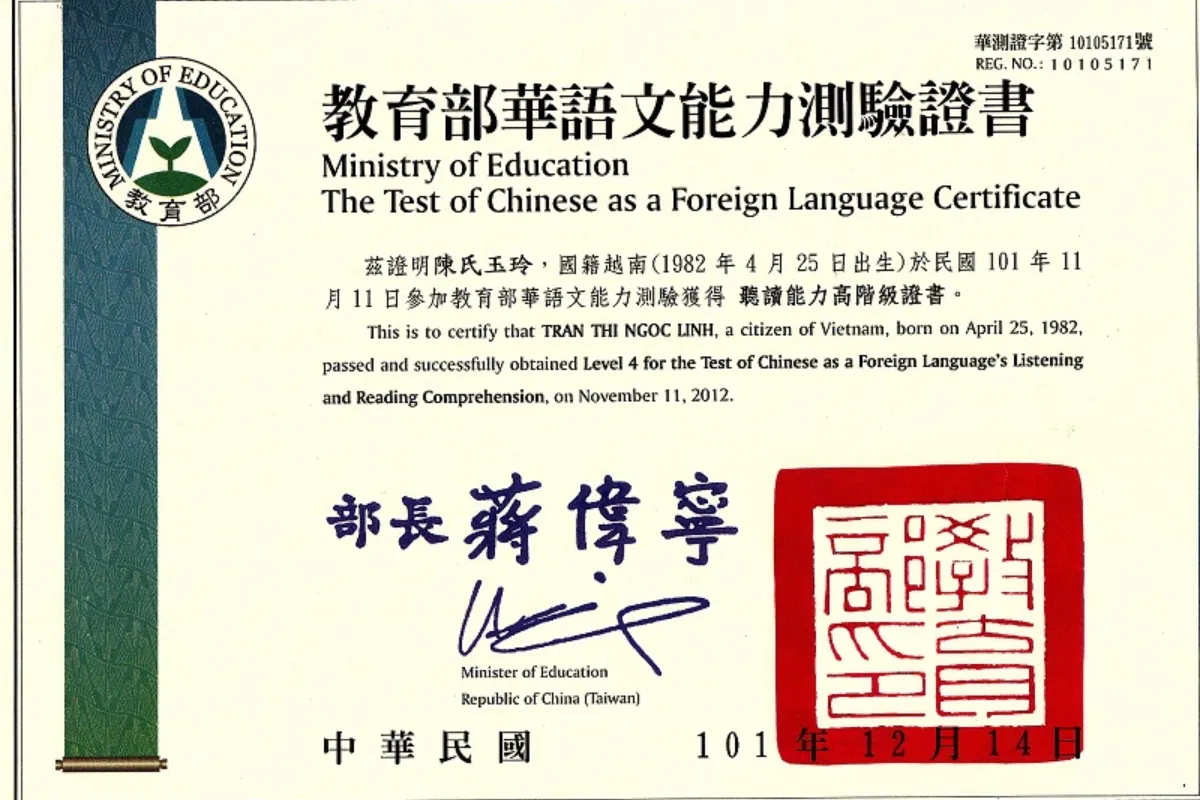 華測證字第 10105171號
REG. NO.: 10105171
MINISTRY OF EDUCATION
教育部
教育部華語文能力測驗證書
Ministry of Education
The Test of Chinese as a Foreign Language Certificate
茲證明陳氏玉玲，國籍越南(1982 年 4 月 25 日出生)於民國 101 年 11
月 11 日參加教育部華語文能力測驗獲得 聽讀能力高階級證書。
This is to certify that TRAN THI NGOC LINH, a citizen of Vietnam, born on April 25, 1982,
passed and successfully obtained Level 4 for the Test of Chinese as a Foreign Language's Listening
and Reading Comprehension, on November 11, 2012.
部長 蔣偉寧
Minister of Education
Republic of China (Taiwan)
教育部印
中華民國 101 年 12 月 14 日